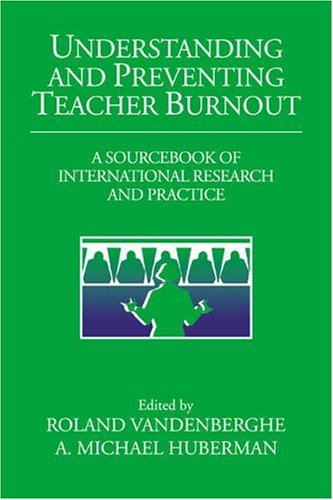 UNDERSTANDING
AND PREVENTING
TEACHER BURNOUT
A SOURCEBOOK OF
INTERNATIONAL RESEARCH
AND PRACTICE
Edited by
ROLAND VANDENBERGHE
A. MICHAEL HUBERMAN